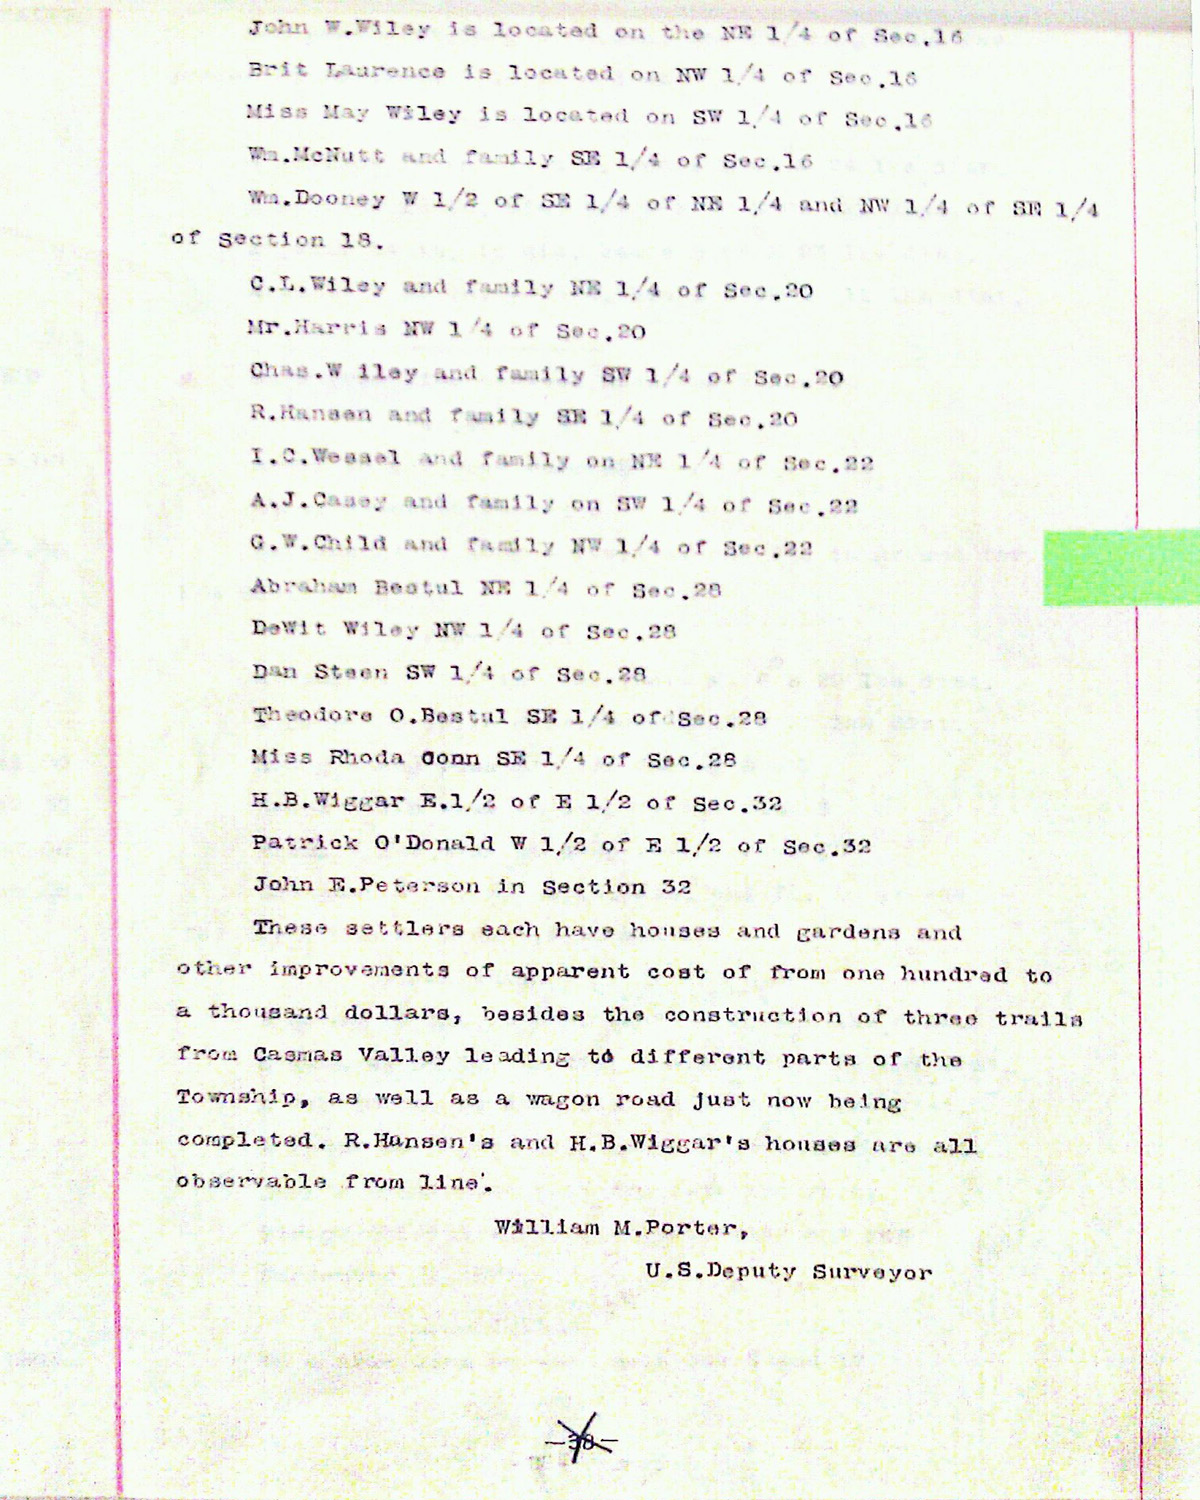 John W.Wiley is located on the NE 1/4 of Sec.16
Brit Laurence is located on NW 1/4 of Sec.16
Miss May Wiley is located on SW 1/4 of Sec.16
Wm.McNutt and family SE 1/4 of Sec.16
Wm.Dooney W 1/2 of SE 1/4 of NE 1/4 and NW 1/4 of SE 1/4
of Section 18.
C.L.Wiley and family NE 1/4 of Sec.20
Mr.Harris NW 1/4 of Sec.20
Chas.W iley and family SW 1/4 of Sec.20
R.Hansen and family SE 1/4 of Sec.20
I.C.Wessel and family on NE 1/4 of Sec.22
A.J.Casey and family on SW 1/4 of Sec.22
G.W.Child and family NW 1/4 of Sec.22
Abraham Bestul NE 1/4 of Sec.28
DeWit Wiley NW 1/4 of Sec.28
Dan Steen SW 1/4 of Sec.28
Theodore O.Bestul SE 1/4 of Sec.28
Miss Rhoda Conn SE 1/4 of Sec.28
H.B.Wiggar E.1/2 of E 1/2 of Sec.32
Patrick O'Donald W 1/2 of E 1/2 of Sec.32
John E.Peterson in Section 32
These settlers each have houses and gardens and
other improvements of apparent cost of from one hundred to
a thousand dollars, besides the construction of three trails
from Casmas Valley leading to different parts of the
Township, as well as a wagon road just now being
completed. R.Hansen's and H.B.Wiggar's houses are all
observable from line.
William M.Porter,
U.S.Deputy Surveyor